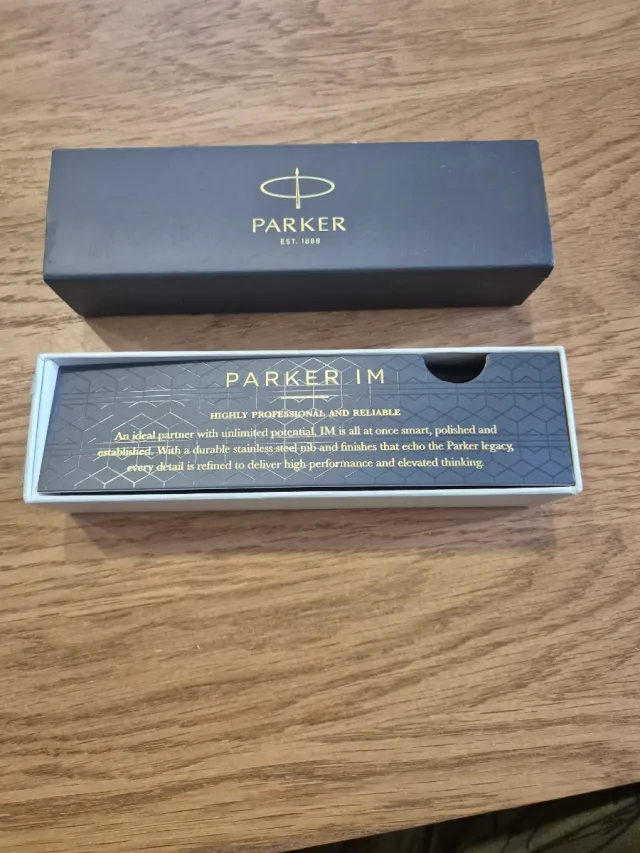 PARKER
EST. 1888
PARKER IM
HIGHLY PROFESSIONAL AND RELIABLE
An ideal partner with unlimited potential, IM is all at once smart, polished and
established. With a durable stainless steel nib and finishes that echo the Parker legacy,
every detail is refined to deliver high performance and elevated thinking.